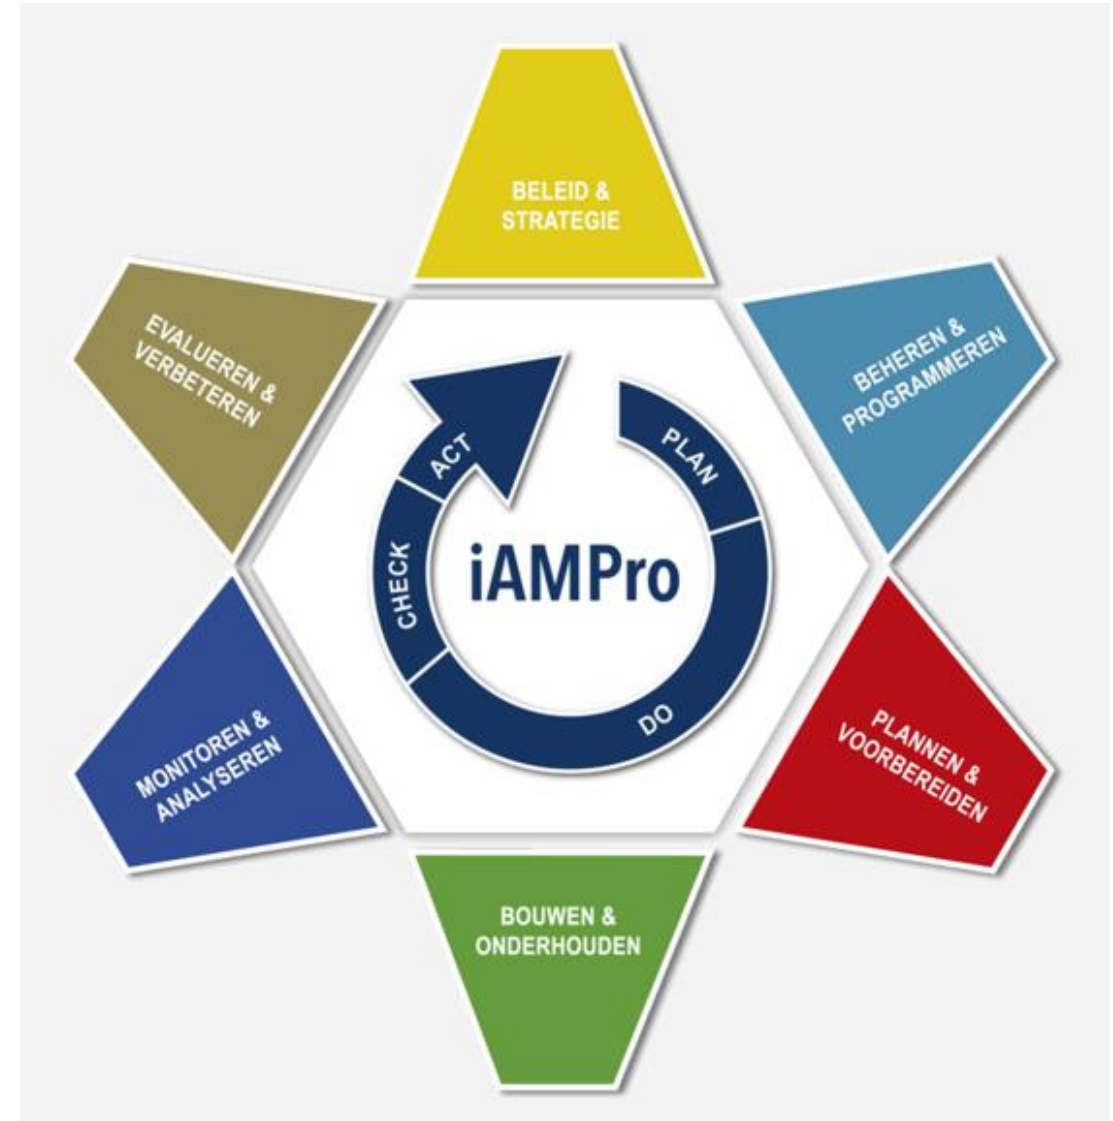 BELEID &
STRATEGIE
BEHEREN &
PROGRAMMEREN
PLANNEN &
VOORBEREIDEN
BOUWEN &
ONDERHOUDEN
MONITOREN &
ANALYSEREN
EVALUEREN &
VERBETEREN
PLAN
DO
CHECK
ACT
iAMPro